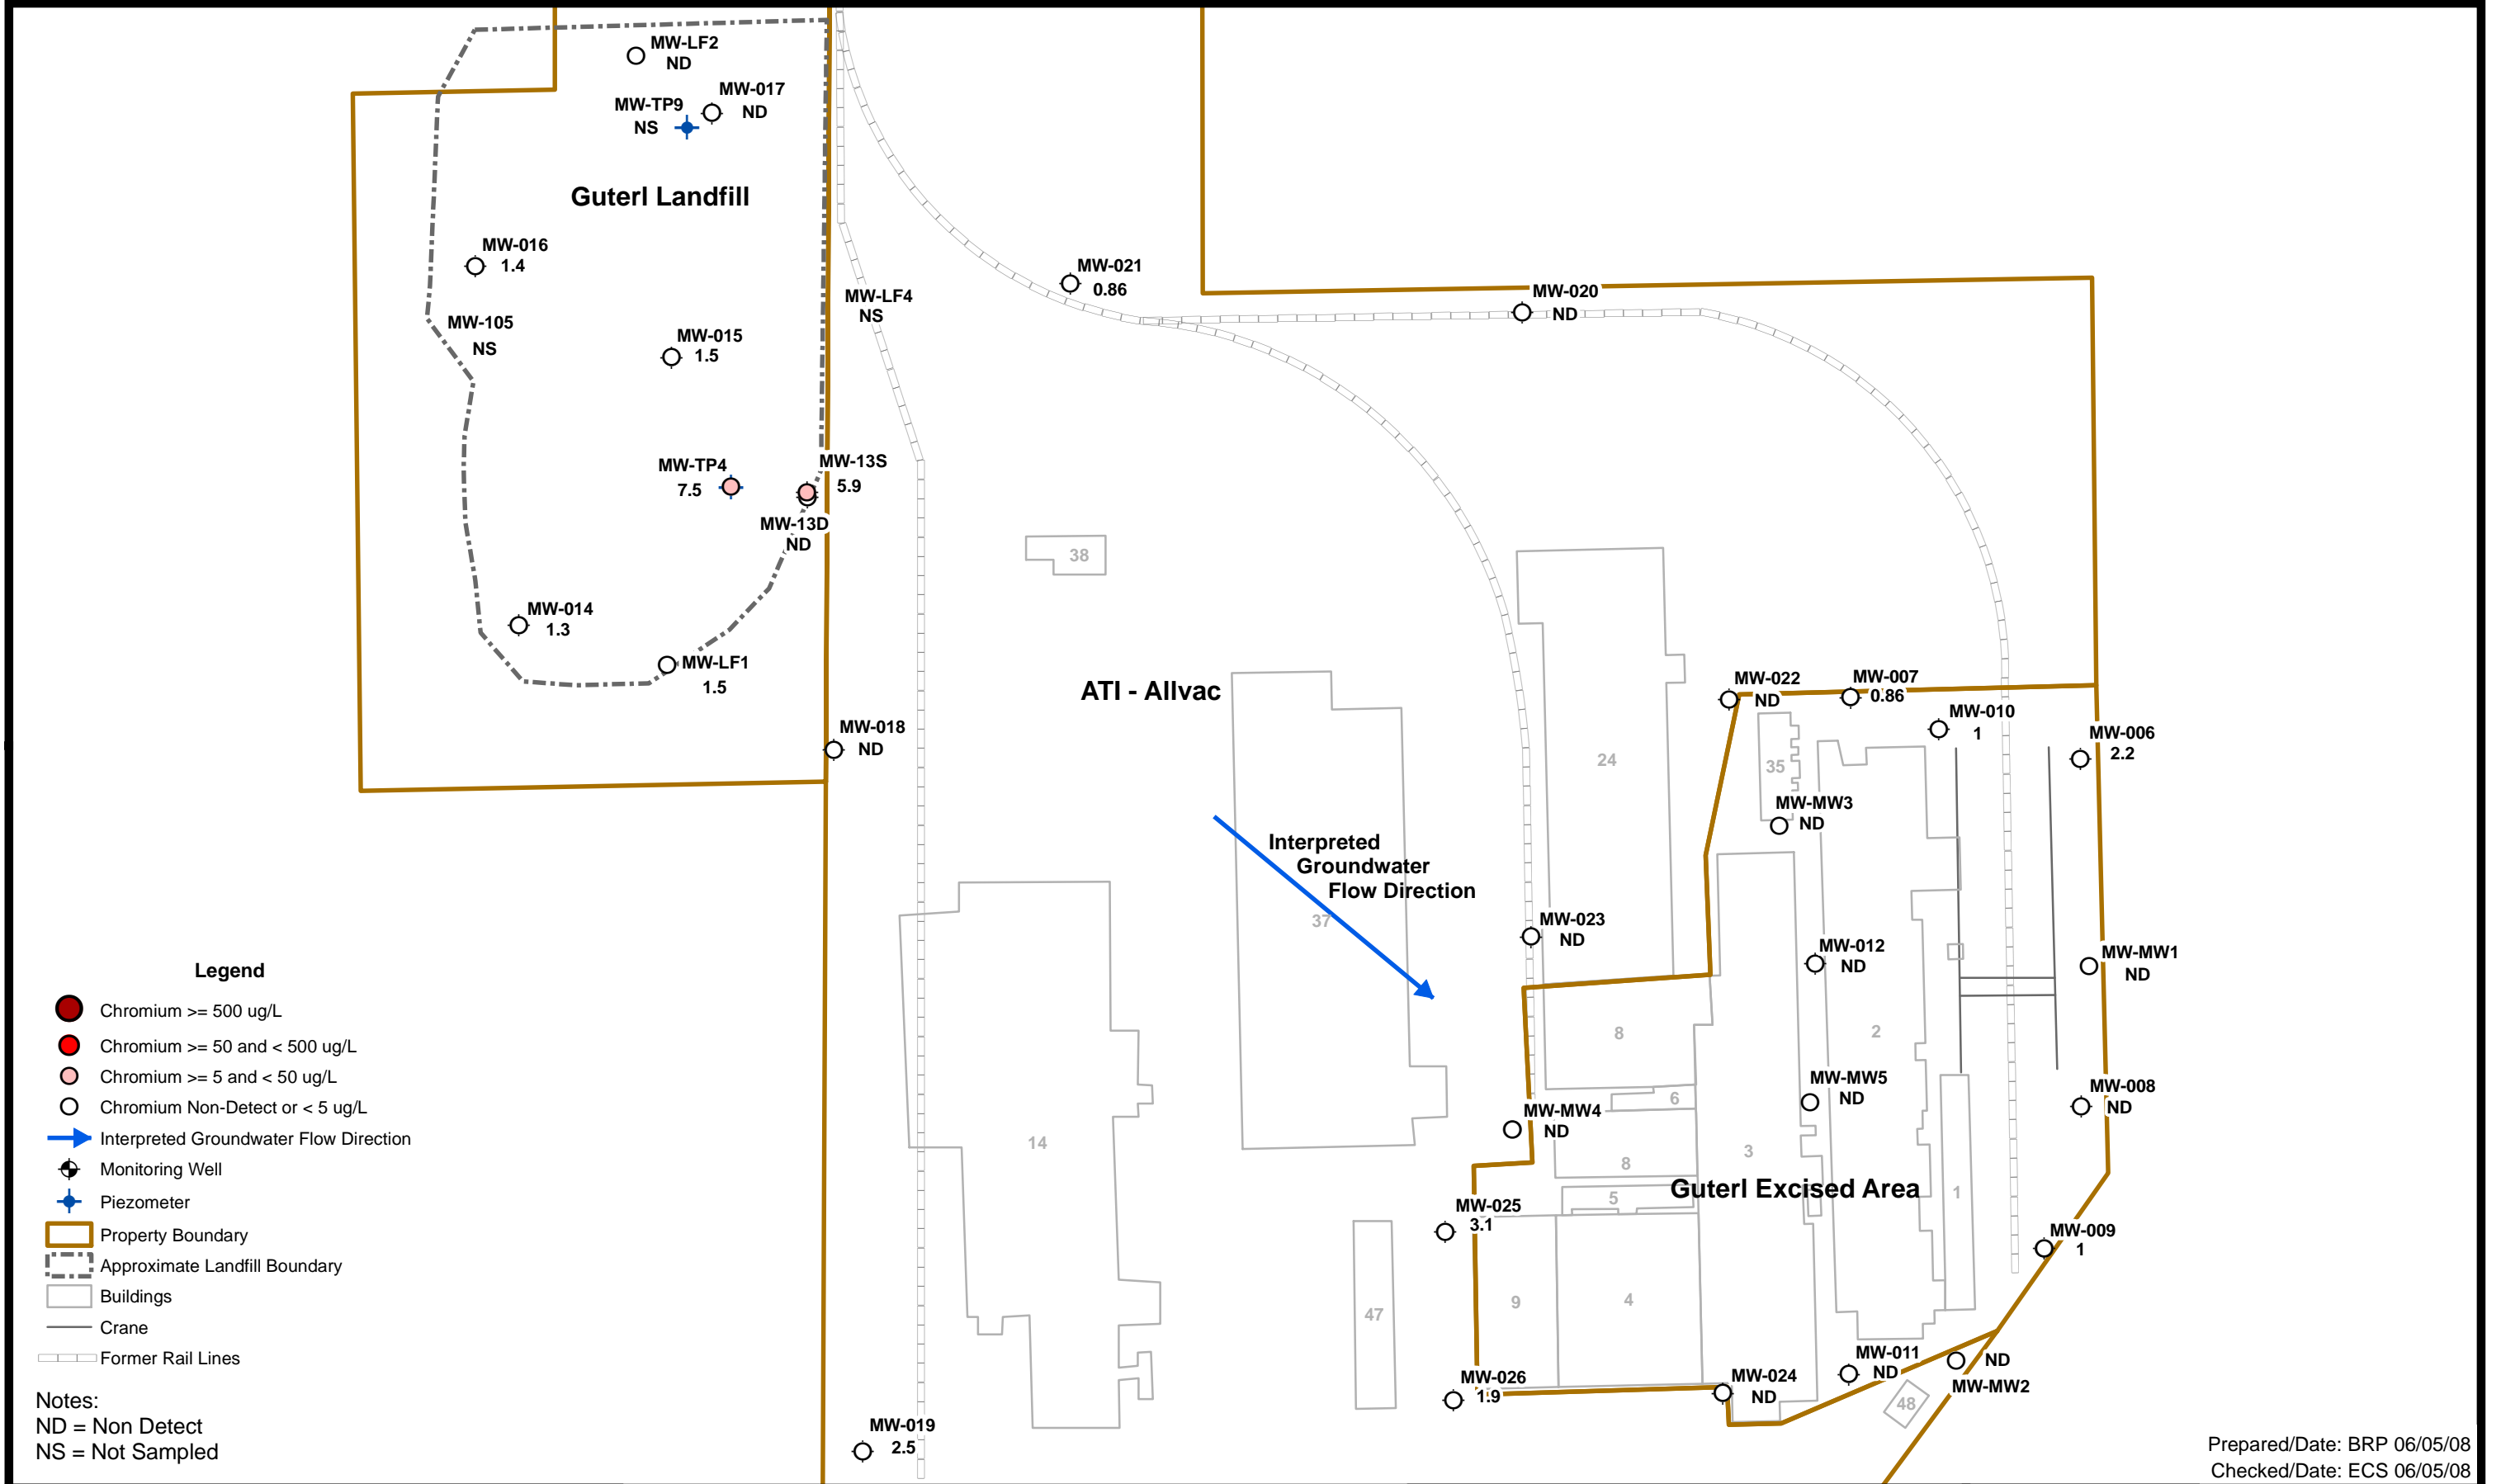 MW-LF2
ND
MW-017
ND
MW-TP9
NS
Guterl Landfill
MW-016
1.4
MW-021
0.86
MW-LF4
NS
MW-020
ND
MW-105
NS
MW-015
1.5
MW-TP4
7.5
MW-13S
5.9
MW-13D
ND
38
MW-014
1.3
MW-LF1
1.5
ATI - Allvac
MW-022
ND
MW-007
0.86
MW-010
1
MW-006
2.2
MW-018
ND
24
35
MW-MW3
ND
Interpreted
Groundwater
Flow Direction
37
MW-023
ND
MW-012
ND
MW-MW1
ND
8
2
6
MW-MW5
ND
MW-008
ND
MW-MW4
ND
14
8
3
Guterl Excised Area
5
1
MW-025
3.1
MW-009
1
9
4
47
MW-026
1.9
MW-024
ND
MW-011
ND
ND
MW-MW2
48
MW-019
2.5
Legend
Chromium >= 500 ug/L
Chromium >= 50 and < 500 ug/L
Chromium >= 5 and < 50 ug/L
Chromium Non-Detect or < 5 ug/L
Interpreted Groundwater Flow Direction
Monitoring Well
Piezometer
Property Boundary
Approximate Landfill Boundary
Buildings
Crane
Former Rail Lines
Notes:
ND = Non Detect
NS = Not Sampled
Prepared/Date: BRP 06/05/08
Checked/Date: ECS 06/05/08